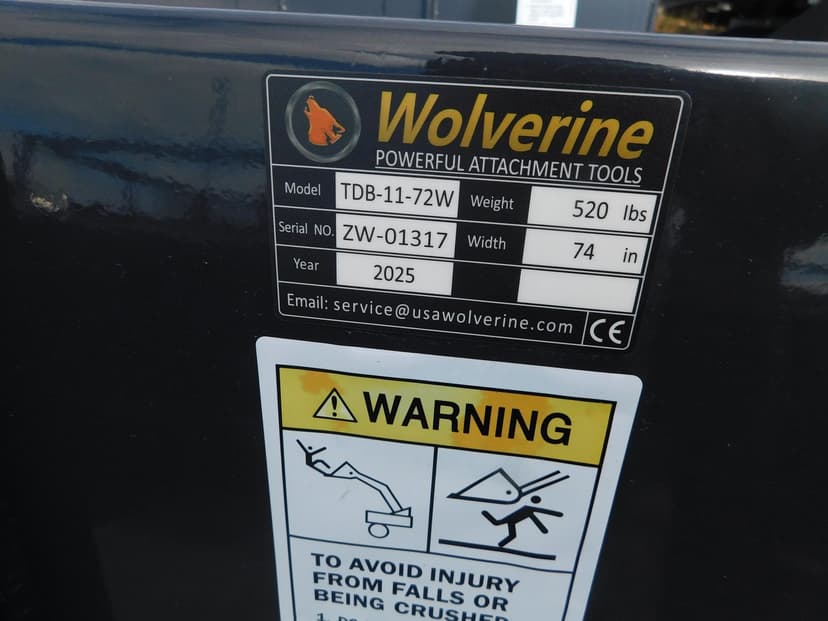 Wolverine
POWERFUL ATTACHMENT TOOLS
Model TDB-11-72W Weight 520 lbs
Serial NO. ZW-01317 Width 74 in
Year 2025
Email: service@usawolverine.com CE
WARNING
TO AVOID INJURY
FROM FALLS OR
BEING CRUSHED
1.